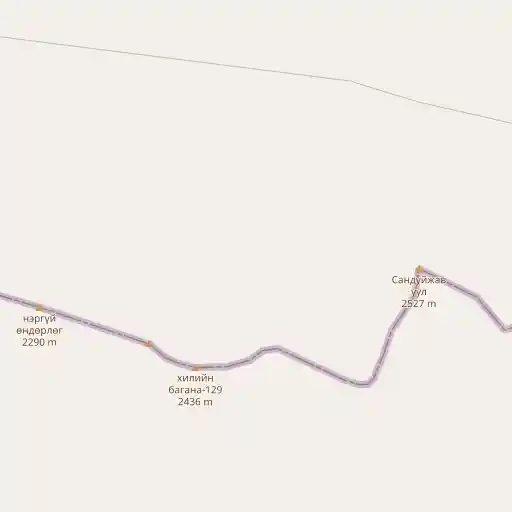 Сандуйжав
уул
2527 m
нэргүй
өндөрлөг
2290 m
хилийн
багана-129
2436 m